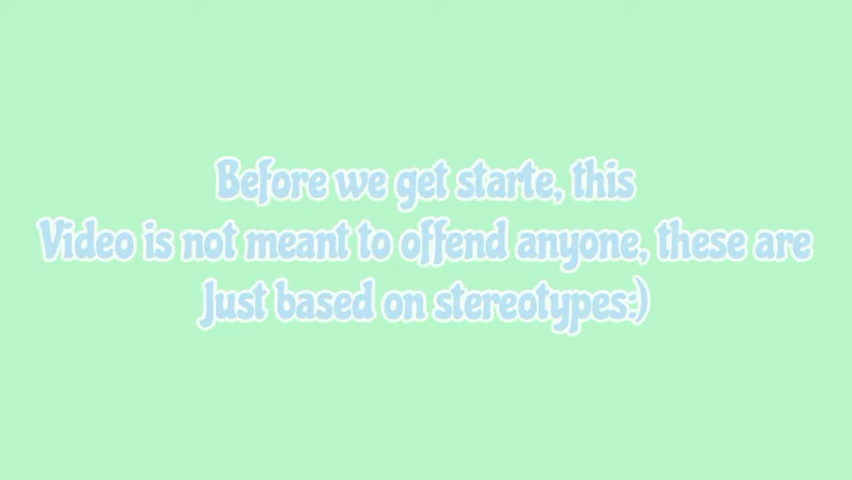 Before we get starte, this
Video is not meant to offend anyone, these are
Just based on stereotypes:)